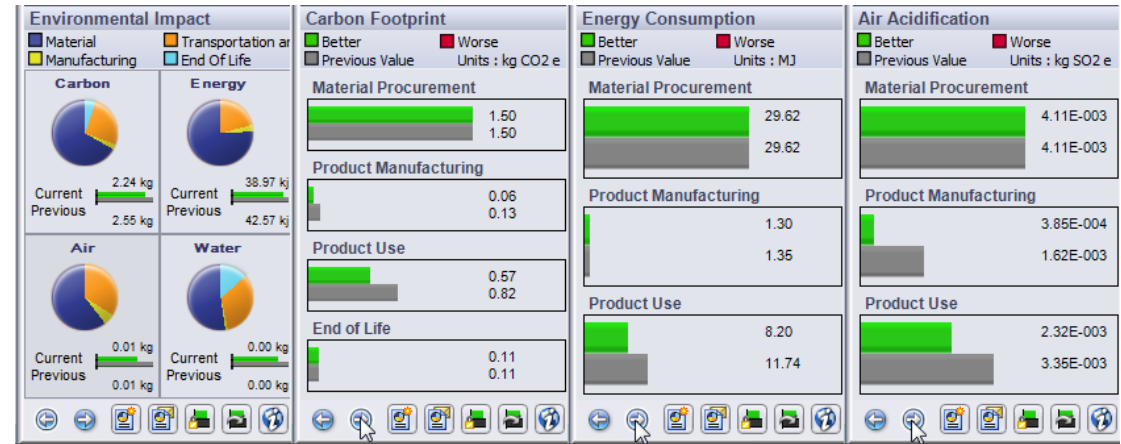 Environmental Impact
Material
Transportation ar
Manufacturing
End Of Life
Carbon
Energy
Current
Previous
2.24 kg
2.55 kg
Current
Previous
38.97 kj
42.57 kj
Air
Water
Current
Previous
0.01 kg
0.01 kg
Current
Previous
0.00 kg
0.00 kg
Carbon Footprint
Better
Worse
Previous Value
Units : kg CO2 e
Material Procurement
1.50
1.50
Product Manufacturing
0.06
0.13
Product Use
0.57
0.82
End of Life
0.11
0.11
Energy Consumption
Better
Worse
Previous Value
Units : MJ
Material Procurement
29.62
29.62
Product Manufacturing
1.30
1.35
Product Use
8.20
11.74
Air Acidification
Better
Worse
Previous Value
Units : kg SO2 e
Material Procurement
4.11E-003
4.11E-003
Product Manufacturing
3.85E-004
1.62E-003
Product Use
2.32E-003
3.35E-003